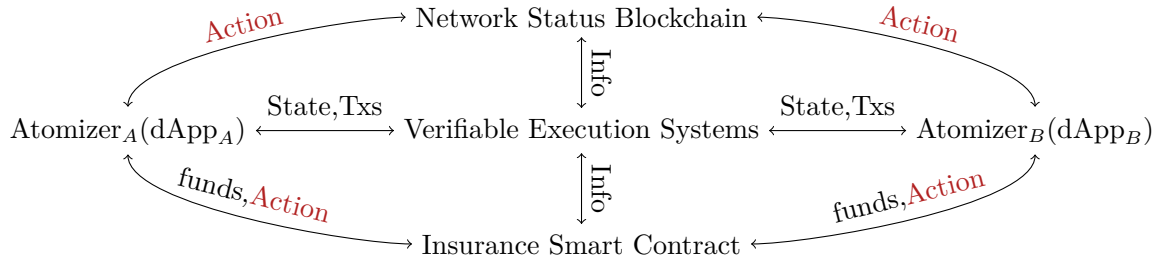 Action Network Status Blockchain Action
Info
State,Txs State,Txs
Atomizer_A(dApp_A) Verifiable Execution Systems Atomizer_B(dApp_B)
funds,Action Info funds,Action
Insurance Smart Contract